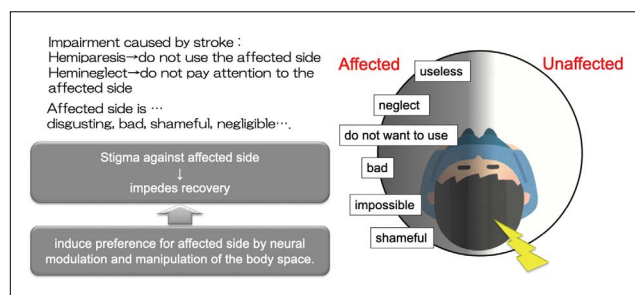 Impairment caused by stroke :
Hemiparesis→do not use the affected side
Hemineglect→do not pay attention to the
affected side
Affected side is …
disgusting, bad, shameful, negligible….
Stigma against affected side
↓
impedes recovery
induce preference for affected side by neural
modulation and manipulation of the body space.
Affected
Unaffected
useless
neglect
do not want to use
bad
impossible
shameful